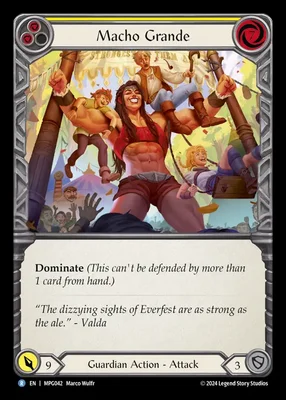 Macho Grande
Dominate (This can't be defended by more than
1 card from hand.)
"The dizzying sights of Everfest are as strong as
the ale." - Valda
9 Guardian Action - Attack 3
R EN | MPG042 Marco Wulfr © 2024 Legend Story Studios